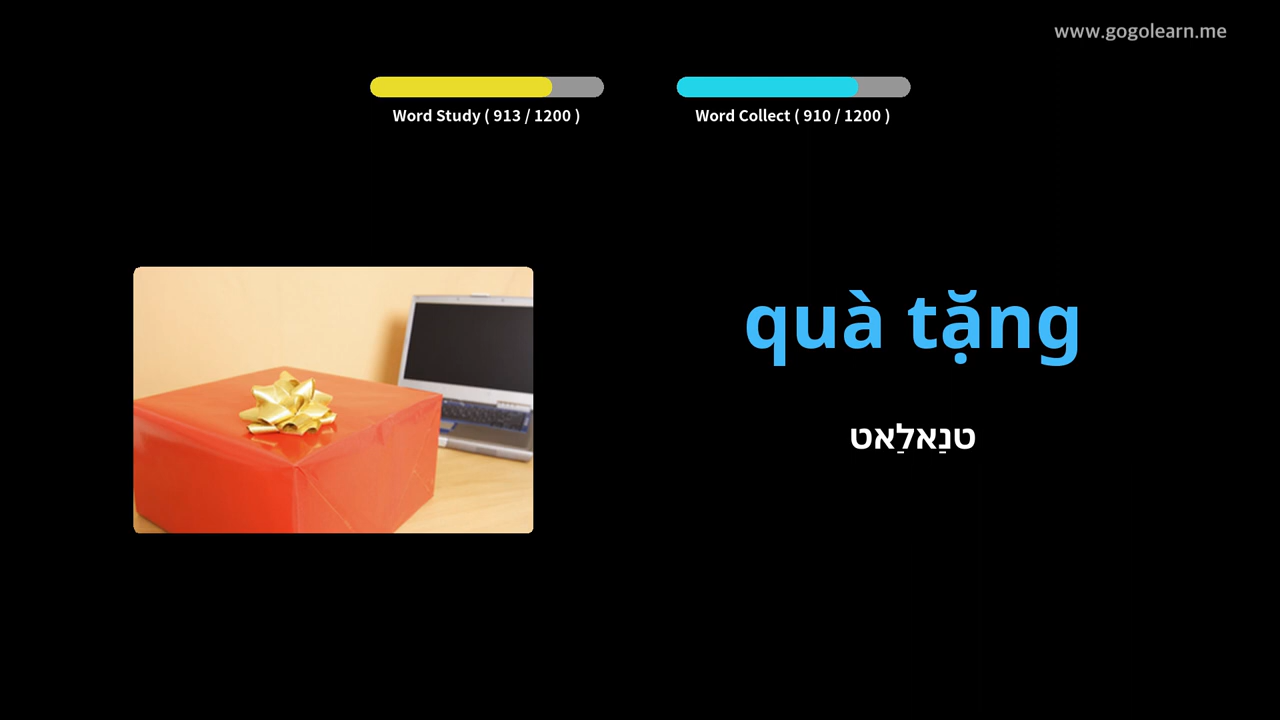 www.gogolearn.me
Word Study ( 913 / 1200 )
Word Collect ( 910 / 1200 )
quà tặng
טנַאלַאט